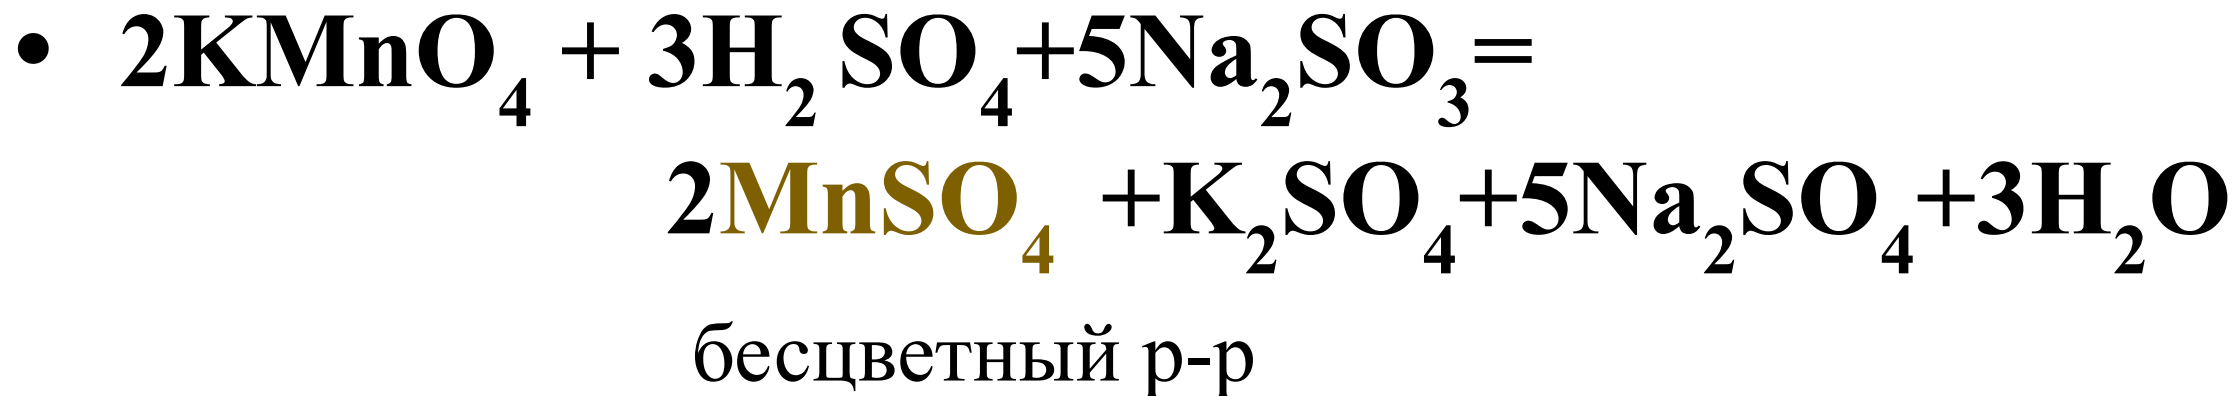 • 2KMnO₄ + 3H₂ SO₄+5Na₂SO₃=
2MnSO₄ +K₂SO₄+5Na₂SO₄+3H₂O
бесцветный р-р